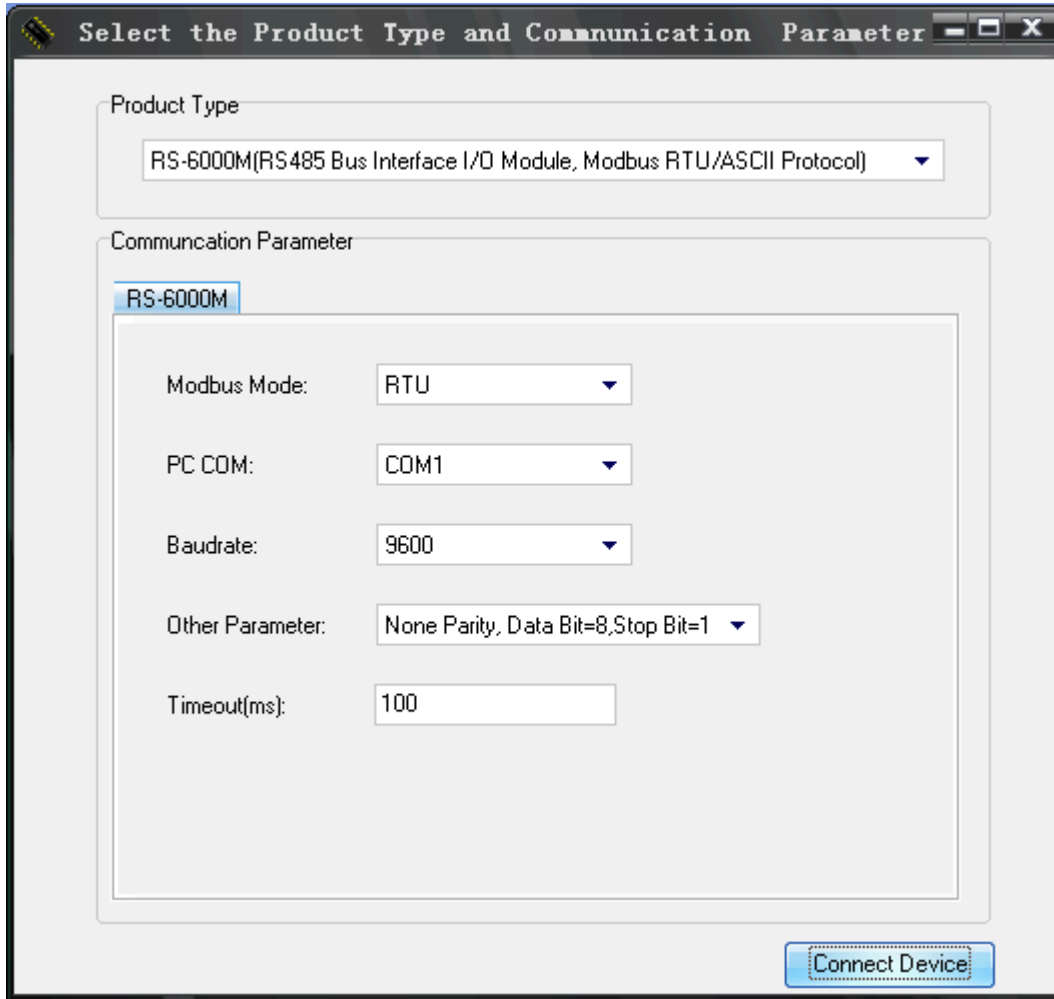 Select the Product Type and Commnunication Parameter
Product Type
RS-6000M(RS485 Bus Interface I/O Module, Modbus RTU/ASCII Protocol)
Communcation Parameter
RS-6000M
Modbus Mode: RTU
PC COM: COM1
Baudrate: 9600
Other Parameter: None Parity, Data Bit=8,Stop Bit=1
Timeout(ms): 100
Connect Device